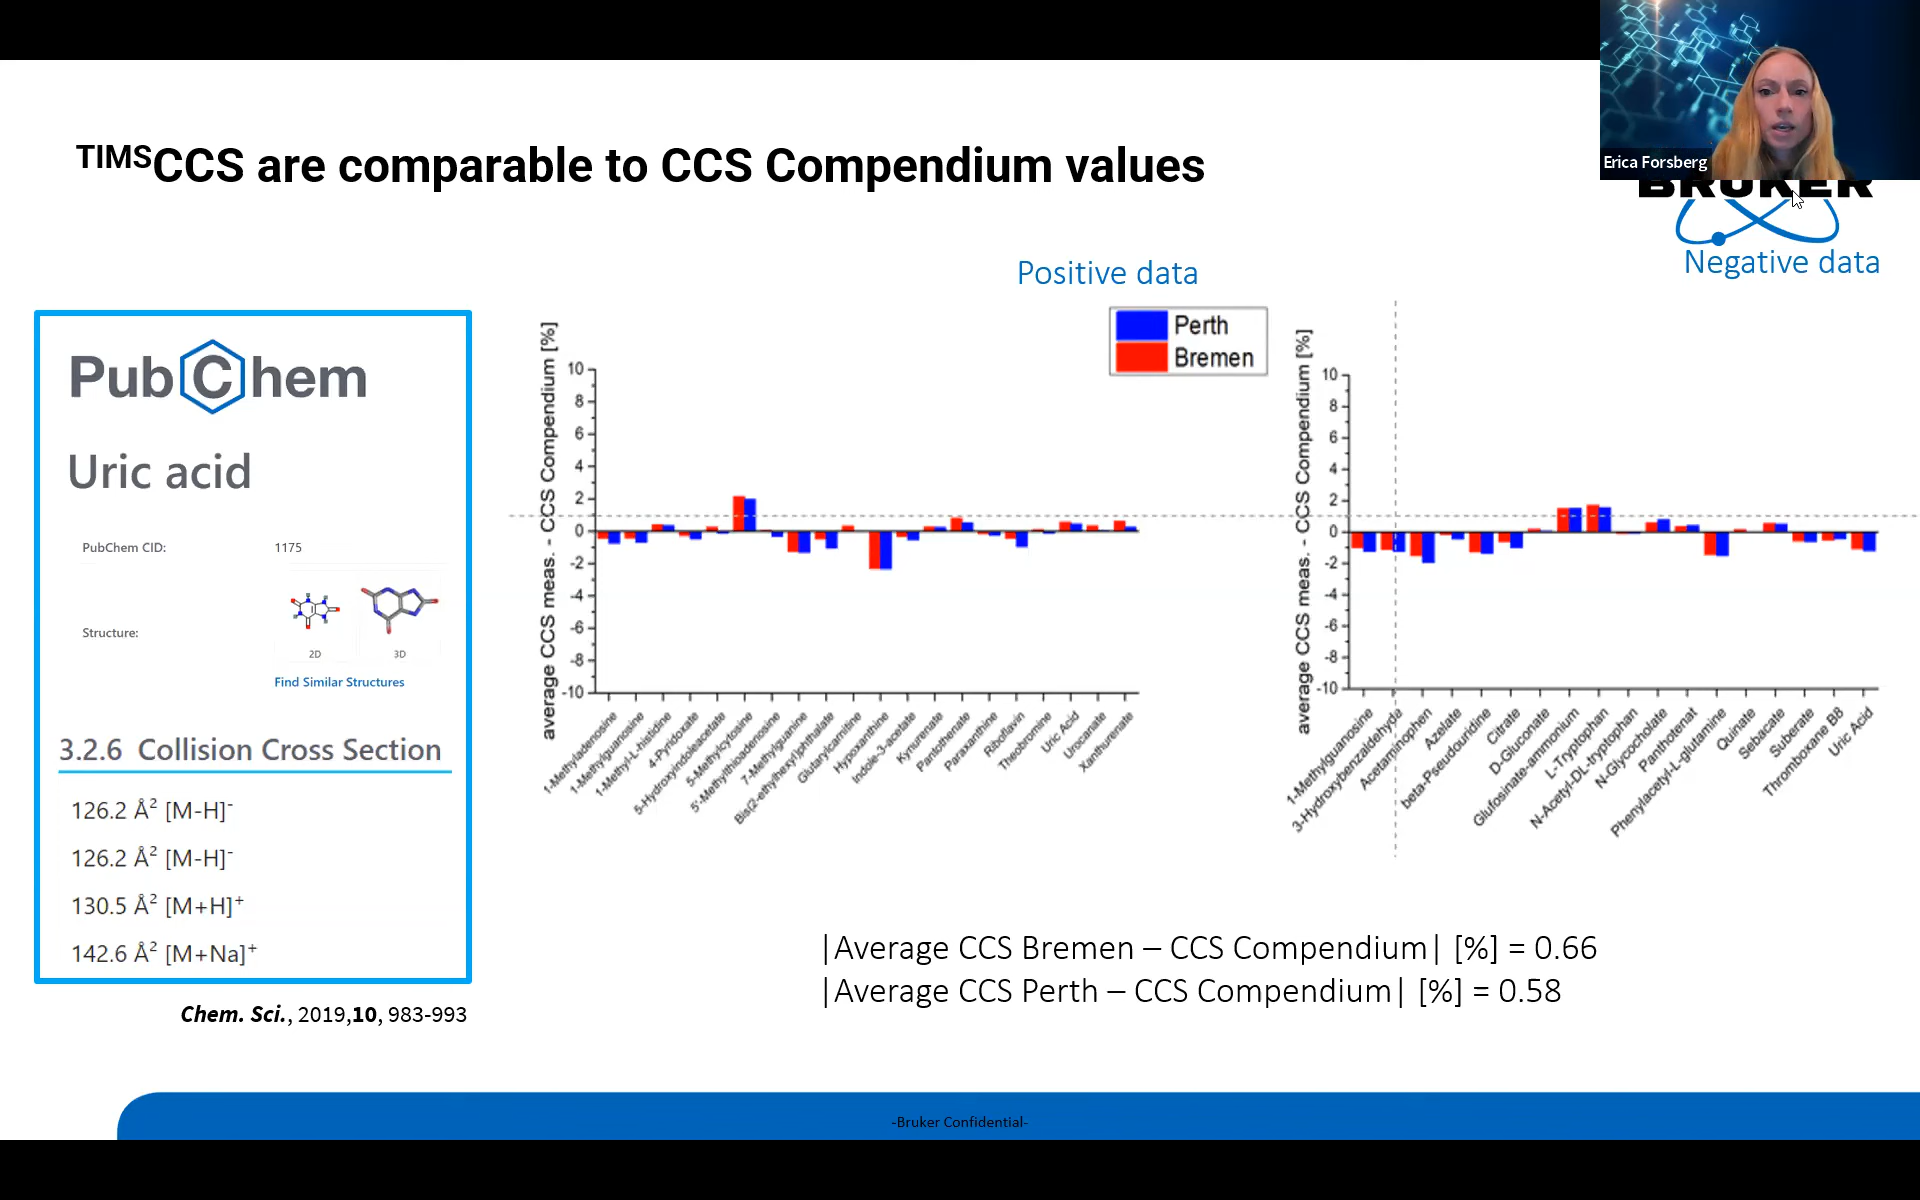 Erica Forsberg
TIMSCCS are comparable to CCS Compendium values
BRUKER
Positive data
Negative data
PubChem
Uric acid
PubChem CID:
1175
Structure:
2D
3D
Find Similar Structures
3.2.6 Collision Cross Section
126.2 Å² [M-H]⁻
126.2 Å² [M-H]⁻
130.5 Å² [M+H]⁺
142.6 Å² [M+Na]⁺
Chem. Sci., 2019,10, 983-993
average CCS meas. - CCS Compendium [%]
10
8
6
4
2
0
-2
-4
-6
-8
-10
1-Methyladenosine
1-Methylguanosine
1-Methyl-L-histidine
4-Pyridoxate
5-Hydroxyindoleacetate
5-Methylcytosine
5'-Methylthioadenosine
7-Methylguanine
Bis(2-ethylhexyl)phthalate
Glutarylcarnitine
Hypoxanthine
Indole-3-acetate
Kynurenate
Pantothenate
Paraxanthine
Riboflavin
Theobromine
Uric Acid
Urocanate
Xanthurenate
Perth
Bremen
average CCS meas. - CCS Compendium [%]
10
8
6
4
2
0
-2
-4
-6
-8
-10
1-Methylguanosine
3-Hydroxybenzaldehyde
Acetaminophen
Azelate
beta-Pseudouridine
Citrate
D-Gluconate
Glufosinate-ammonium
L-Tryptophan
N-Acetyl-DL-tryptophan
N-Glycocholate
Panthotenat
Phenylacetyl-L-glutamine
Quinate
Sebacate
Suberate
Thromboxane B8
Uric Acid
|Average CCS Bremen – CCS Compendium| [%] = 0.66
|Average CCS Perth – CCS Compendium| [%] = 0.58
-Bruker Confidential-